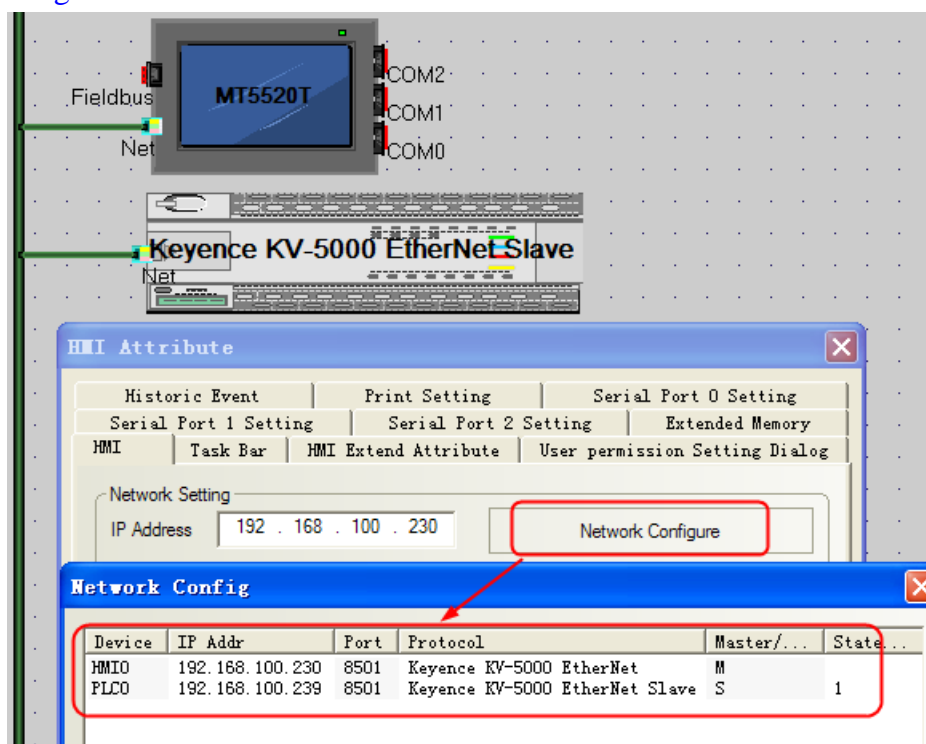 COM2
Fieldbus
MT5520T
COM1
Net
COM0
Keyence KV-5000 EtherNet Slave
Net
HMI Attribute
Historic Event Print Setting Serial Port 0 Setting
Serial Port 1 Setting Serial Port 2 Setting Extended Memory
HMI Task Bar HMI Extend Attribute User permission Setting Dialog
Network Setting
IP Address 192 . 168 . 100 . 230 Network Configure
Network Config
Device IP Addr Port Protocol Master/... State...
HMI0 192.168.100.230 8501 Keyence KV-5000 EtherNet M
PLC0 192.168.100.239 8501 Keyence KV-5000 EtherNet Slave S 1